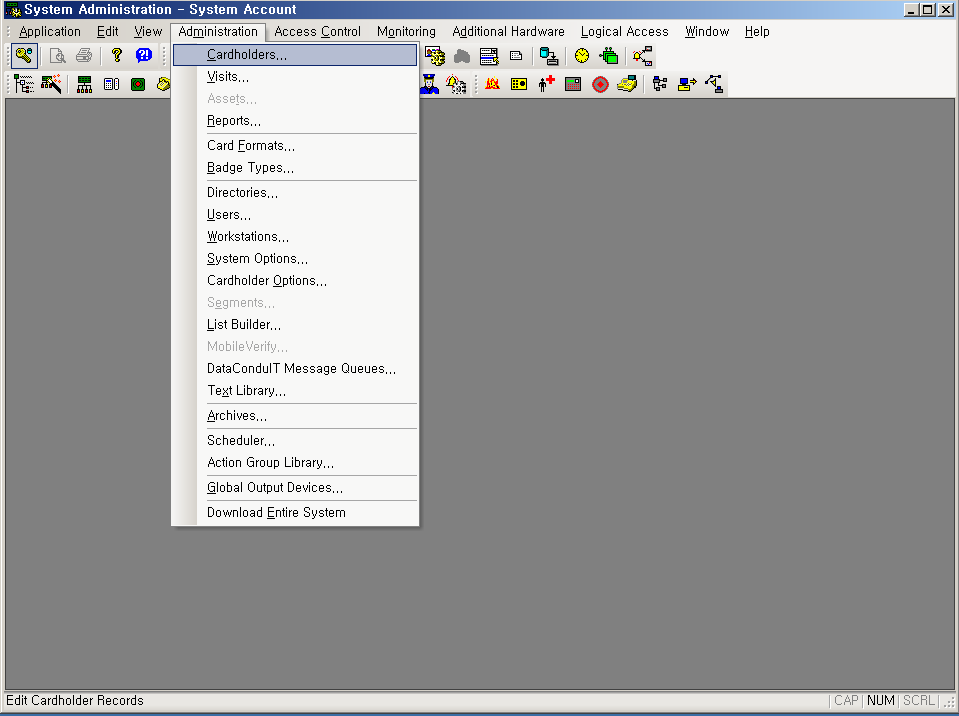 System Administration - System Account
Application Edit View Administration Access Control Monitoring Additional Hardware Logical Access Window Help
Cardholders...
Visits...
Assets...
Reports...
Card Formats...
Badge Types...
Directories...
Users...
Workstations...
System Options...
Cardholder Options...
Segments...
List Builder...
MobileVerify...
DataConduIT Message Queues...
Text Library...
Archives...
Scheduler...
Action Group Library...
Global Output Devices...
Download Entire System
Edit Cardholder Records CAP NUM SCRL